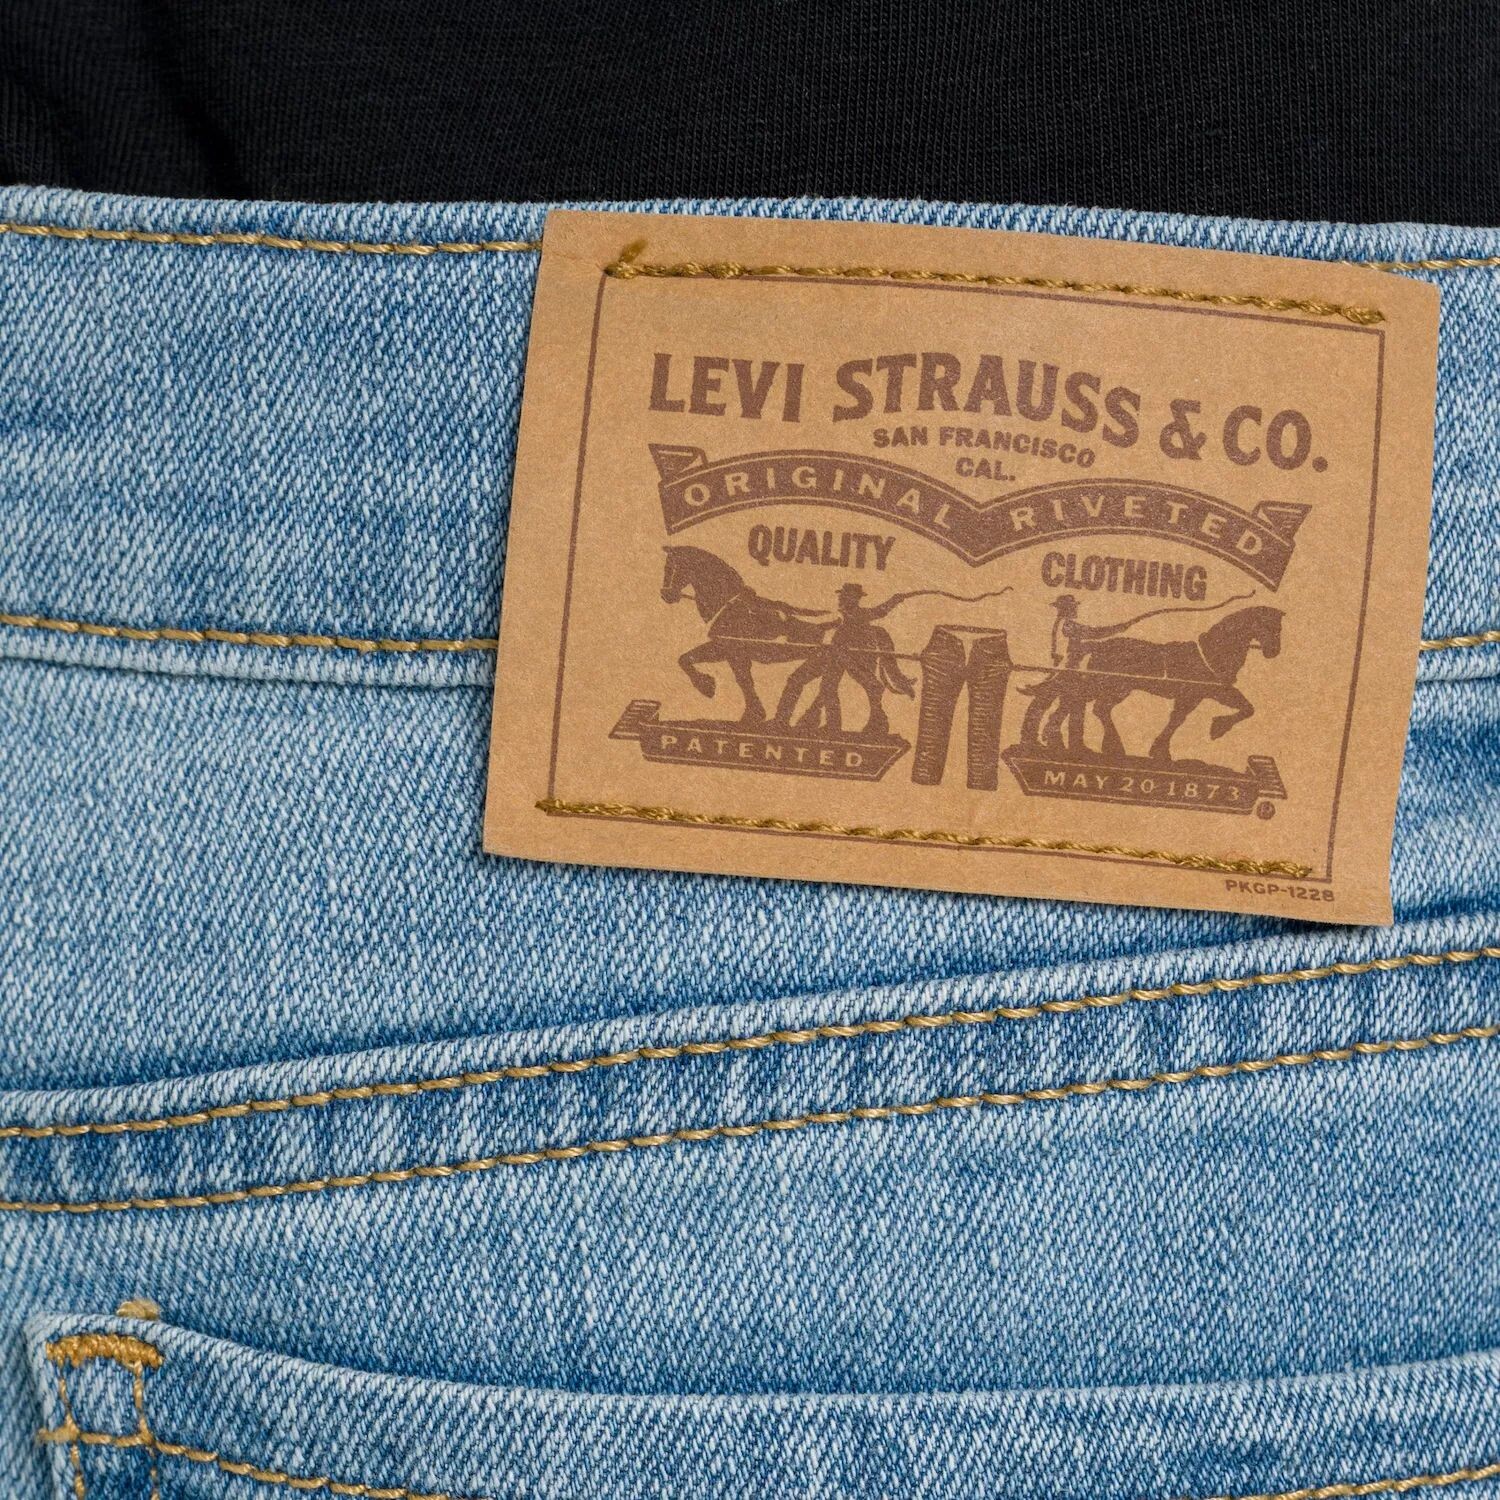 LEVI STRAUSS & CO.
SAN FRANCISCO
CAL.
ORIGINAL RIVETED
QUALITY CLOTHING
PATENTED MAY 20 1873 ®
PKGP-1228